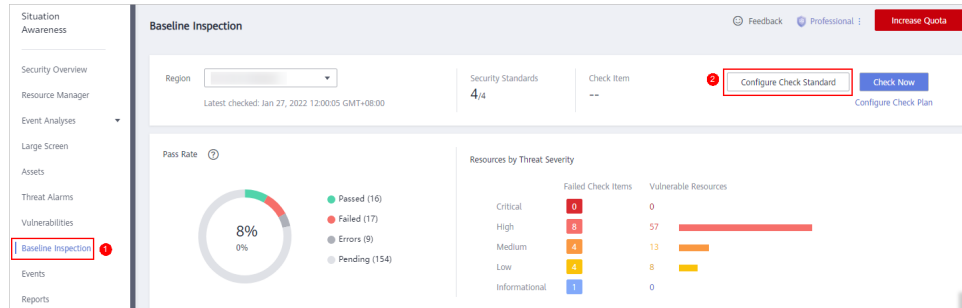 Situation
Awareness
Security Overview
Resource Manager
Event Analyses
Large Screen
Assets
Threat Alarms
Vulnerabilities
Baseline Inspection 1
Events
Reports
Baseline Inspection
Feedback Professional Increase Quota
Region
Latest checked: Jan 27, 2022 12:00:05 GMT+08:00
Security Standards
4/4
Check Item
--
2 Configure Check Standard Check Now
Configure Check Plan
Pass Rate ?
8%
0%
Passed (16)
Failed (17)
Errors (9)
Pending (154)
Resources by Threat Severity
Failed Check Items Vulnerable Resources
Critical 0 0
High 8 57
Medium 4 13
Low 4 8
Informational 1 0